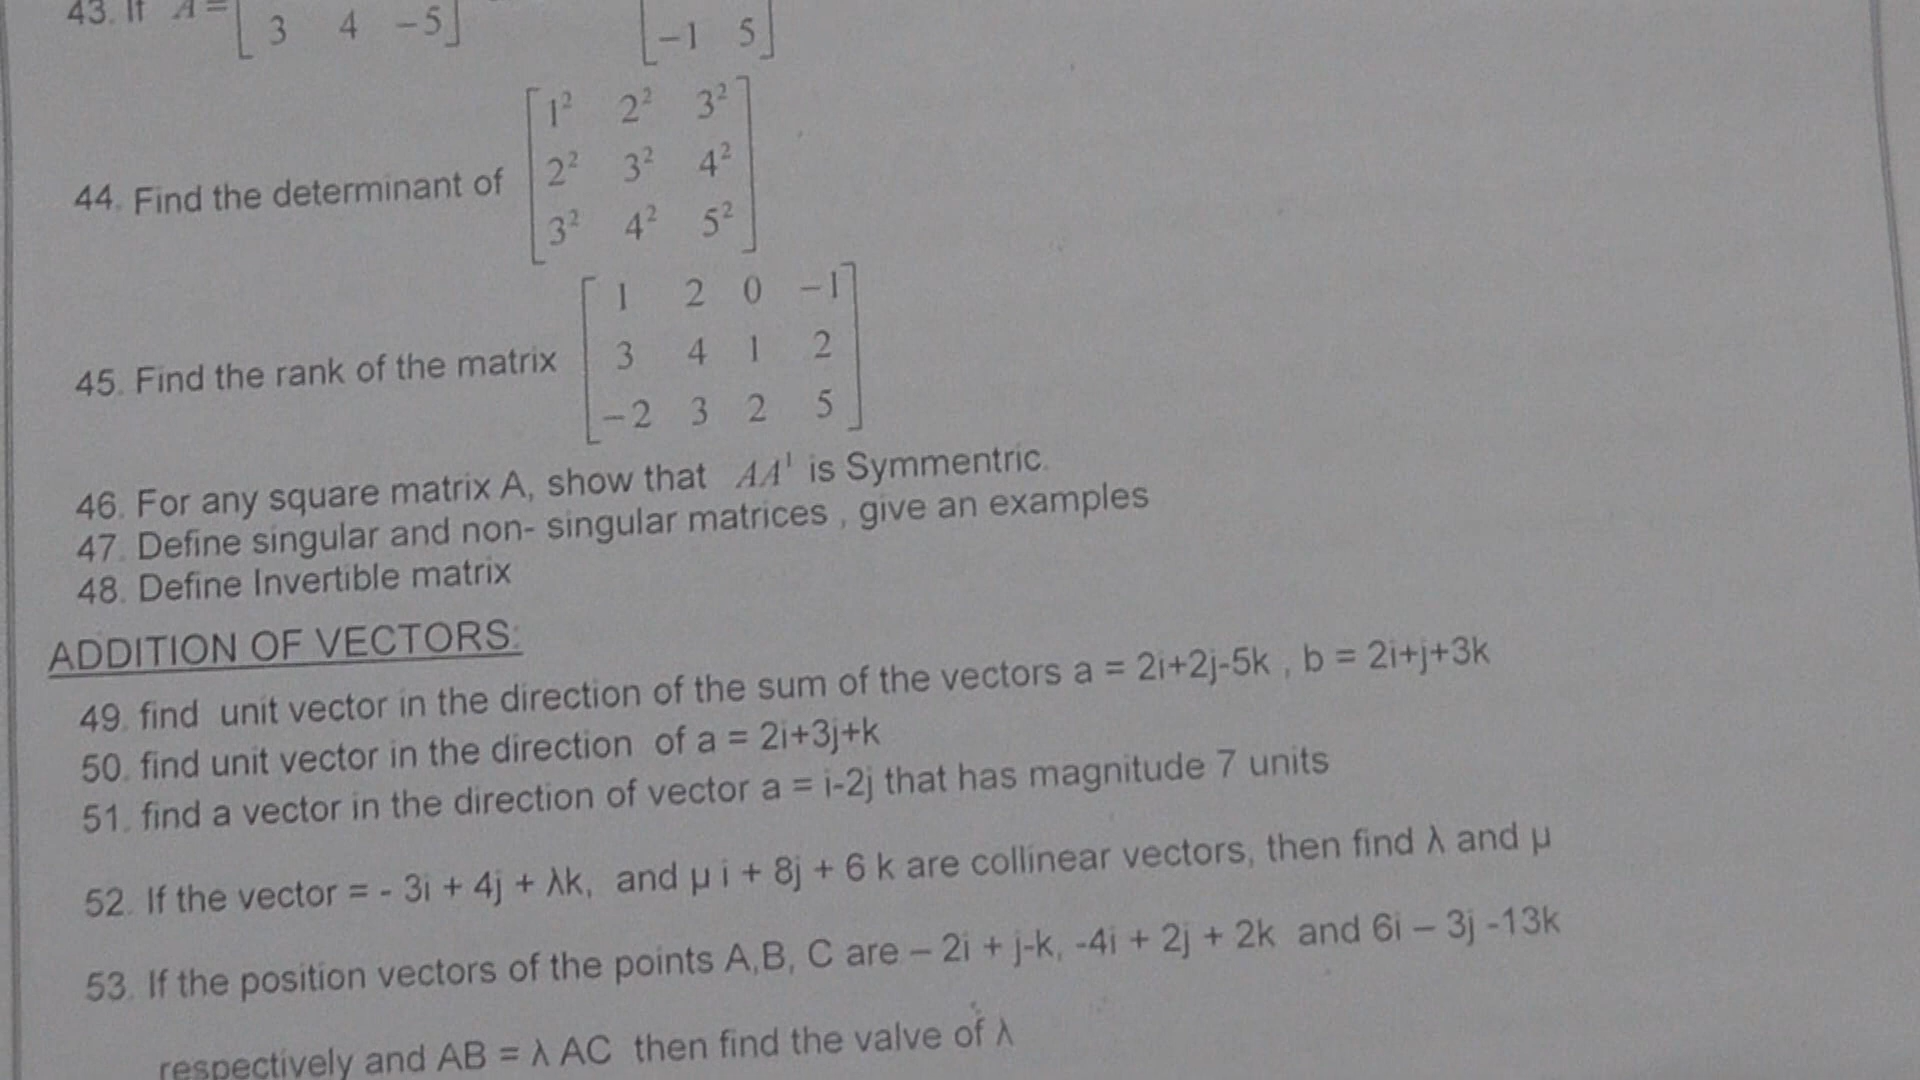 43. If A =
3 4 -5 -1 5
1² 2² 3²
44. Find the determinant of 2² 3² 4²
3² 4² 5²
1 2 0 -1
45. Find the rank of the matrix 3 4 1 2
-2 3 2 5
46. For any square matrix A, show that AA' is Symmentric.
47. Define singular and non- singular matrices , give an examples
48. Define Invertible matrix
ADDITION OF VECTORS:
49. find unit vector in the direction of the sum of the vectors a = 2i+2j-5k , b = 2i+j+3k
50. find unit vector in the direction of a = 2i+3j+k
51. find a vector in the direction of vector a = i-2j that has magnitude 7 units
52. If the vector = - 3i + 4j + λk, and μ i + 8j + 6 k are collinear vectors, then find λ and μ
53. If the position vectors of the points A,B, C are – 2i + j-k, -4i + 2j + 2k and 6i – 3j -13k
respectively and AB = λ AC then find the valve of λ